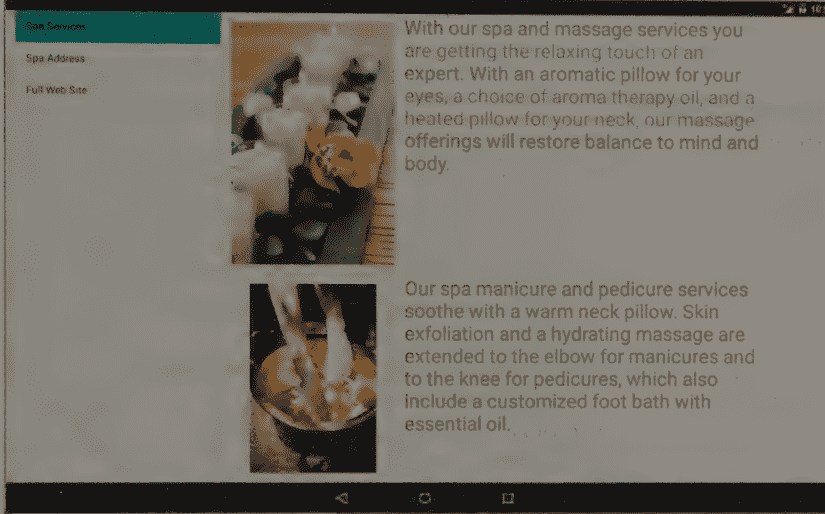 Spa Services
Spa Address
Full Web Site
With our spa and massage services you
are getting the relaxing touch of an
expert. With an aromatic pillow for your
eyes, a choice of aroma therapy oil, and a
heated pillow for your neck, our massage
offerings will restore balance to mind and
body.
Our spa manicure and pedicure services
soothe with a warm neck pillow. Skin
exfoliation and a hydrating massage are
extended to the elbow for manicures and
to the knee for pedicures, which also
include a customized foot bath with
essential oil.